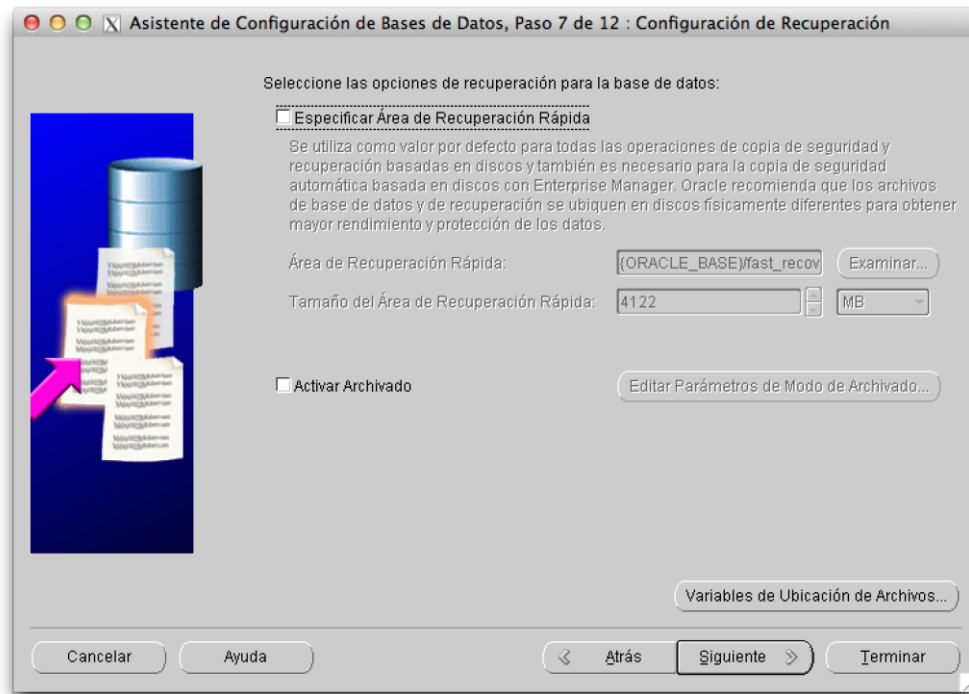 Asistente de Configuración de Bases de Datos, Paso 7 de 12 : Configuración de Recuperación
Seleccione las opciones de recuperación para la base de datos:
Especificar Área de Recuperación Rápida
Se utiliza como valor por defecto para todas las operaciones de copia de seguridad y
recuperación basadas en discos y también es necesario para la copia de seguridad
automática basada en discos con Enterprise Manager. Oracle recomienda que los archivos
de base de datos y de recuperación se ubiquen en discos físicamente diferentes para obtener
mayor rendimiento y protección de los datos.
Área de Recuperación Rápida: {ORACLE_BASE}/fast_recov Examinar...
Tamaño del Área de Recuperación Rápida: 4122 MB
Activar Archivado Editar Parámetros de Modo de Archivado...
Variables de Ubicación de Archivos...
Cancelar Ayuda Atrás Siguiente Terminar